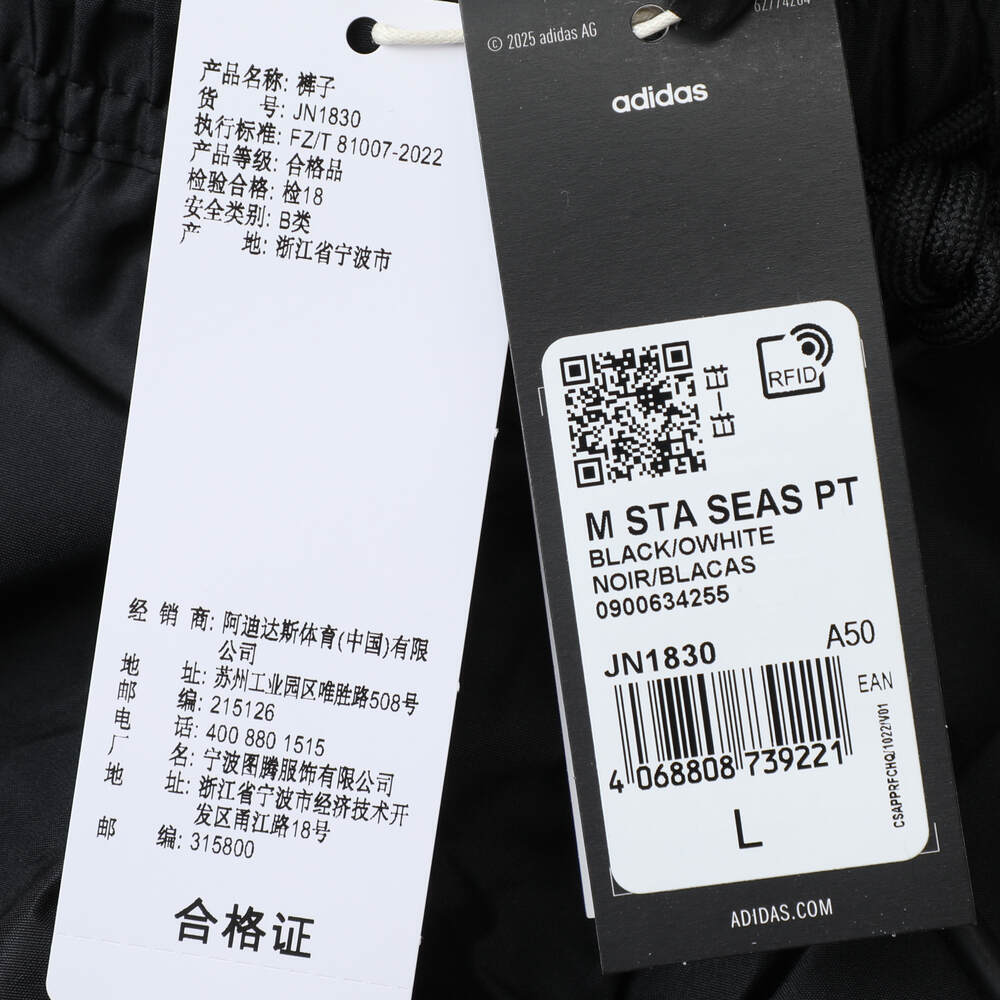 产品名称: 裤子
货 号: JN1830
执行标准: FZ/T 81007-2022
产品等级: 合格品
检验合格: 检18
安全类别: B类
产 地: 浙江省宁波市
经 销 商: 阿迪达斯体育(中国)有限
公司
地 址: 苏州工业园区唯胜路508号
邮 编: 215126
电 话: 400 880 1515
厂 名: 宁波图腾服饰有限公司
地 址: 浙江省宁波市经济技术开
发区甬江路18号
邮 编: 315800
合格证
© 2025 adidas AG
adidas
扫一扫
RFID
M STA SEAS PT
BLACK/OWHITE
NOIR/BLACAS
0900634255
JN1830 A50
EAN
4 068808 739221
CSAPPRFCHQ/1022/V01
L
ADIDAS.COM